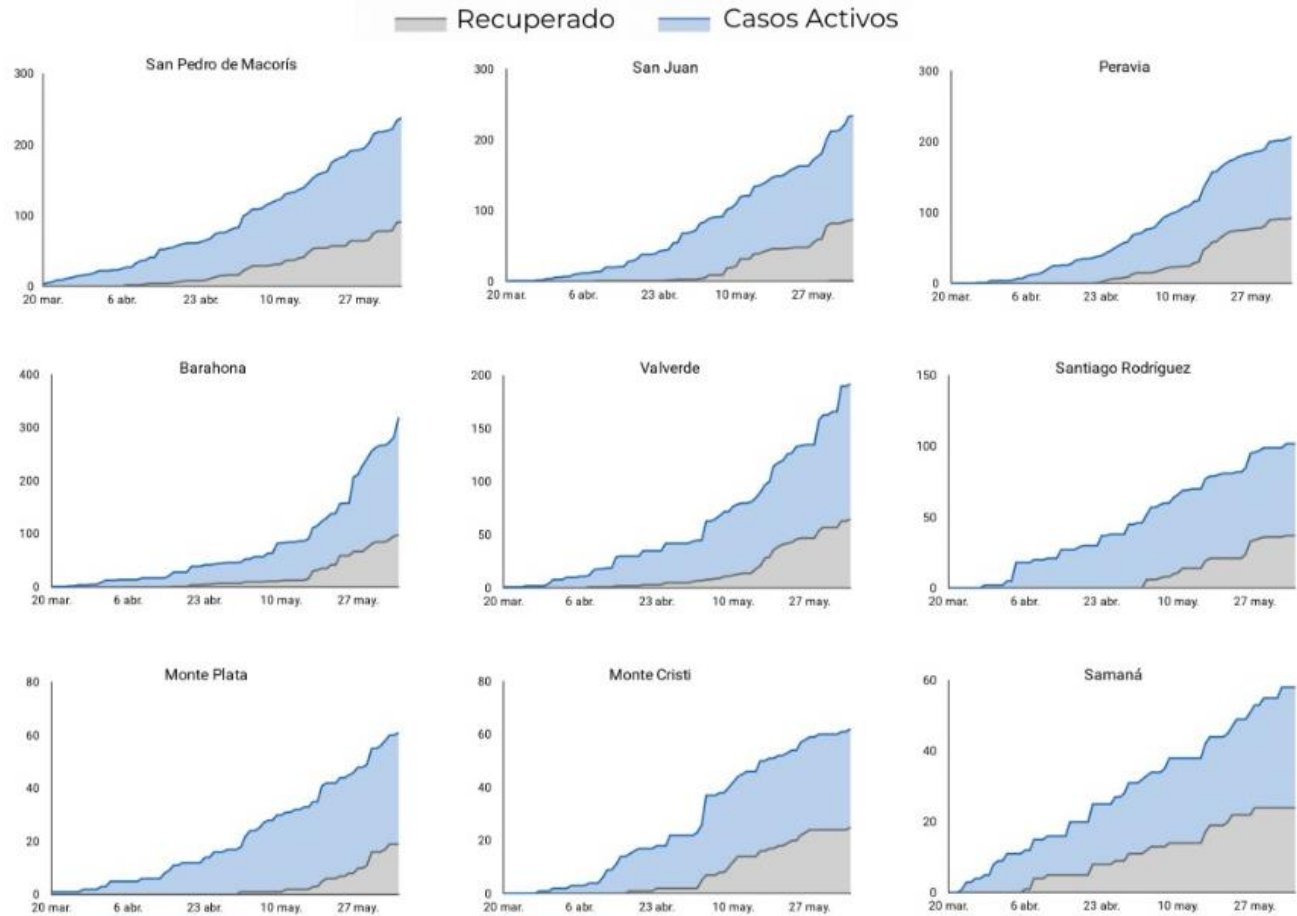 Recuperado Casos Activos
San Pedro de Macorís
300
200
100
0
20 mar. 6 abr. 23 abr. 10 may. 27 may.
San Juan
300
200
100
0
20 mar. 6 abr. 23 abr. 10 may. 27 may.
Peravia
300
200
100
0
20 mar. 6 abr. 23 abr. 10 may. 27 may.
Barahona
400
300
200
100
0
20 mar. 6 abr. 23 abr. 10 may. 27 may.
Valverde
200
150
100
50
0
20 mar. 6 abr. 23 abr. 10 may. 27 may.
Santiago Rodríguez
150
100
50
0
20 mar. 6 abr. 23 abr. 10 may. 27 may.
Monte Plata
80
60
40
20
0
20 mar. 6 abr. 23 abr. 10 may. 27 may.
Monte Cristi
80
60
40
20
0
20 mar. 6 abr. 23 abr. 10 may. 27 may.
Samaná
60
40
20
0
20 mar. 6 abr. 23 abr. 10 may. 27 may.